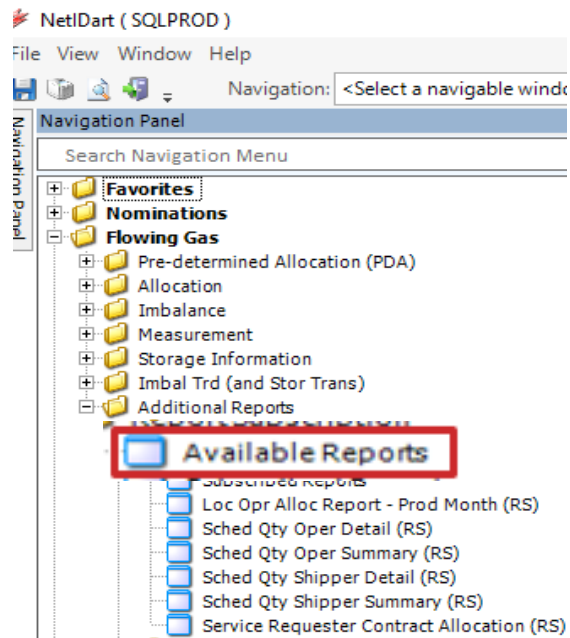 NetIDart ( SQLPROD )
File View Window Help
Navigation: <Select a navigable windo
Navigation Panel
Navigation Panel
Search Navigation Menu
Favorites
Nominations
Flowing Gas
Pre-determined Allocation (PDA)
Allocation
Imbalance
Measurement
Storage Information
Imbal Trd (and Stor Trans)
Additional Reports
Available Reports
Subscribed Reports
Loc Opr Alloc Report - Prod Month (RS)
Sched Qty Oper Detail (RS)
Sched Qty Oper Summary (RS)
Sched Qty Shipper Detail (RS)
Sched Qty Shipper Summary (RS)
Service Requester Contract Allocation (RS)